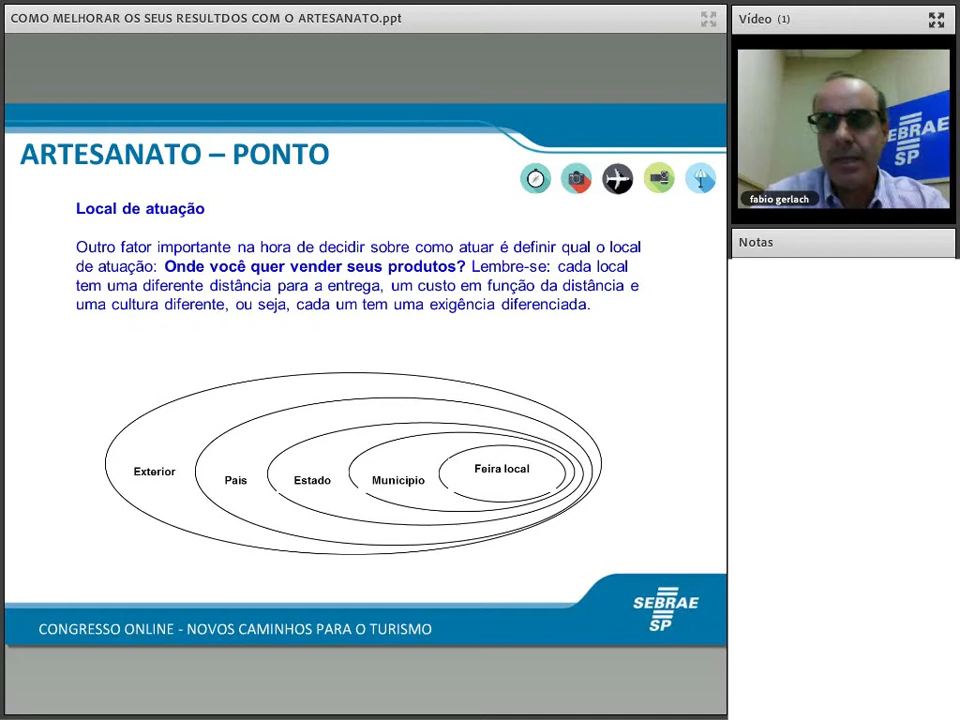 COMO MELHORAR OS SEUS RESULTDOS COM O ARTESANATO.ppt
Vídeo (1)
EBRAE
SP
fabio gerlach
Notas
ARTESANATO – PONTO
Local de atuação
Outro fator importante na hora de decidir sobre como atuar é definir qual o local
de atuação: Onde você quer vender seus produtos? Lembre-se: cada local
tem uma diferente distância para a entrega, um custo em função da distância e
uma cultura diferente, ou seja, cada um tem uma exigência diferenciada.
Exterior
Pais
Estado
Municipio
Feira local
SEBRAE
SP
CONGRESSO ONLINE - NOVOS CAMINHOS PARA O TURISMO